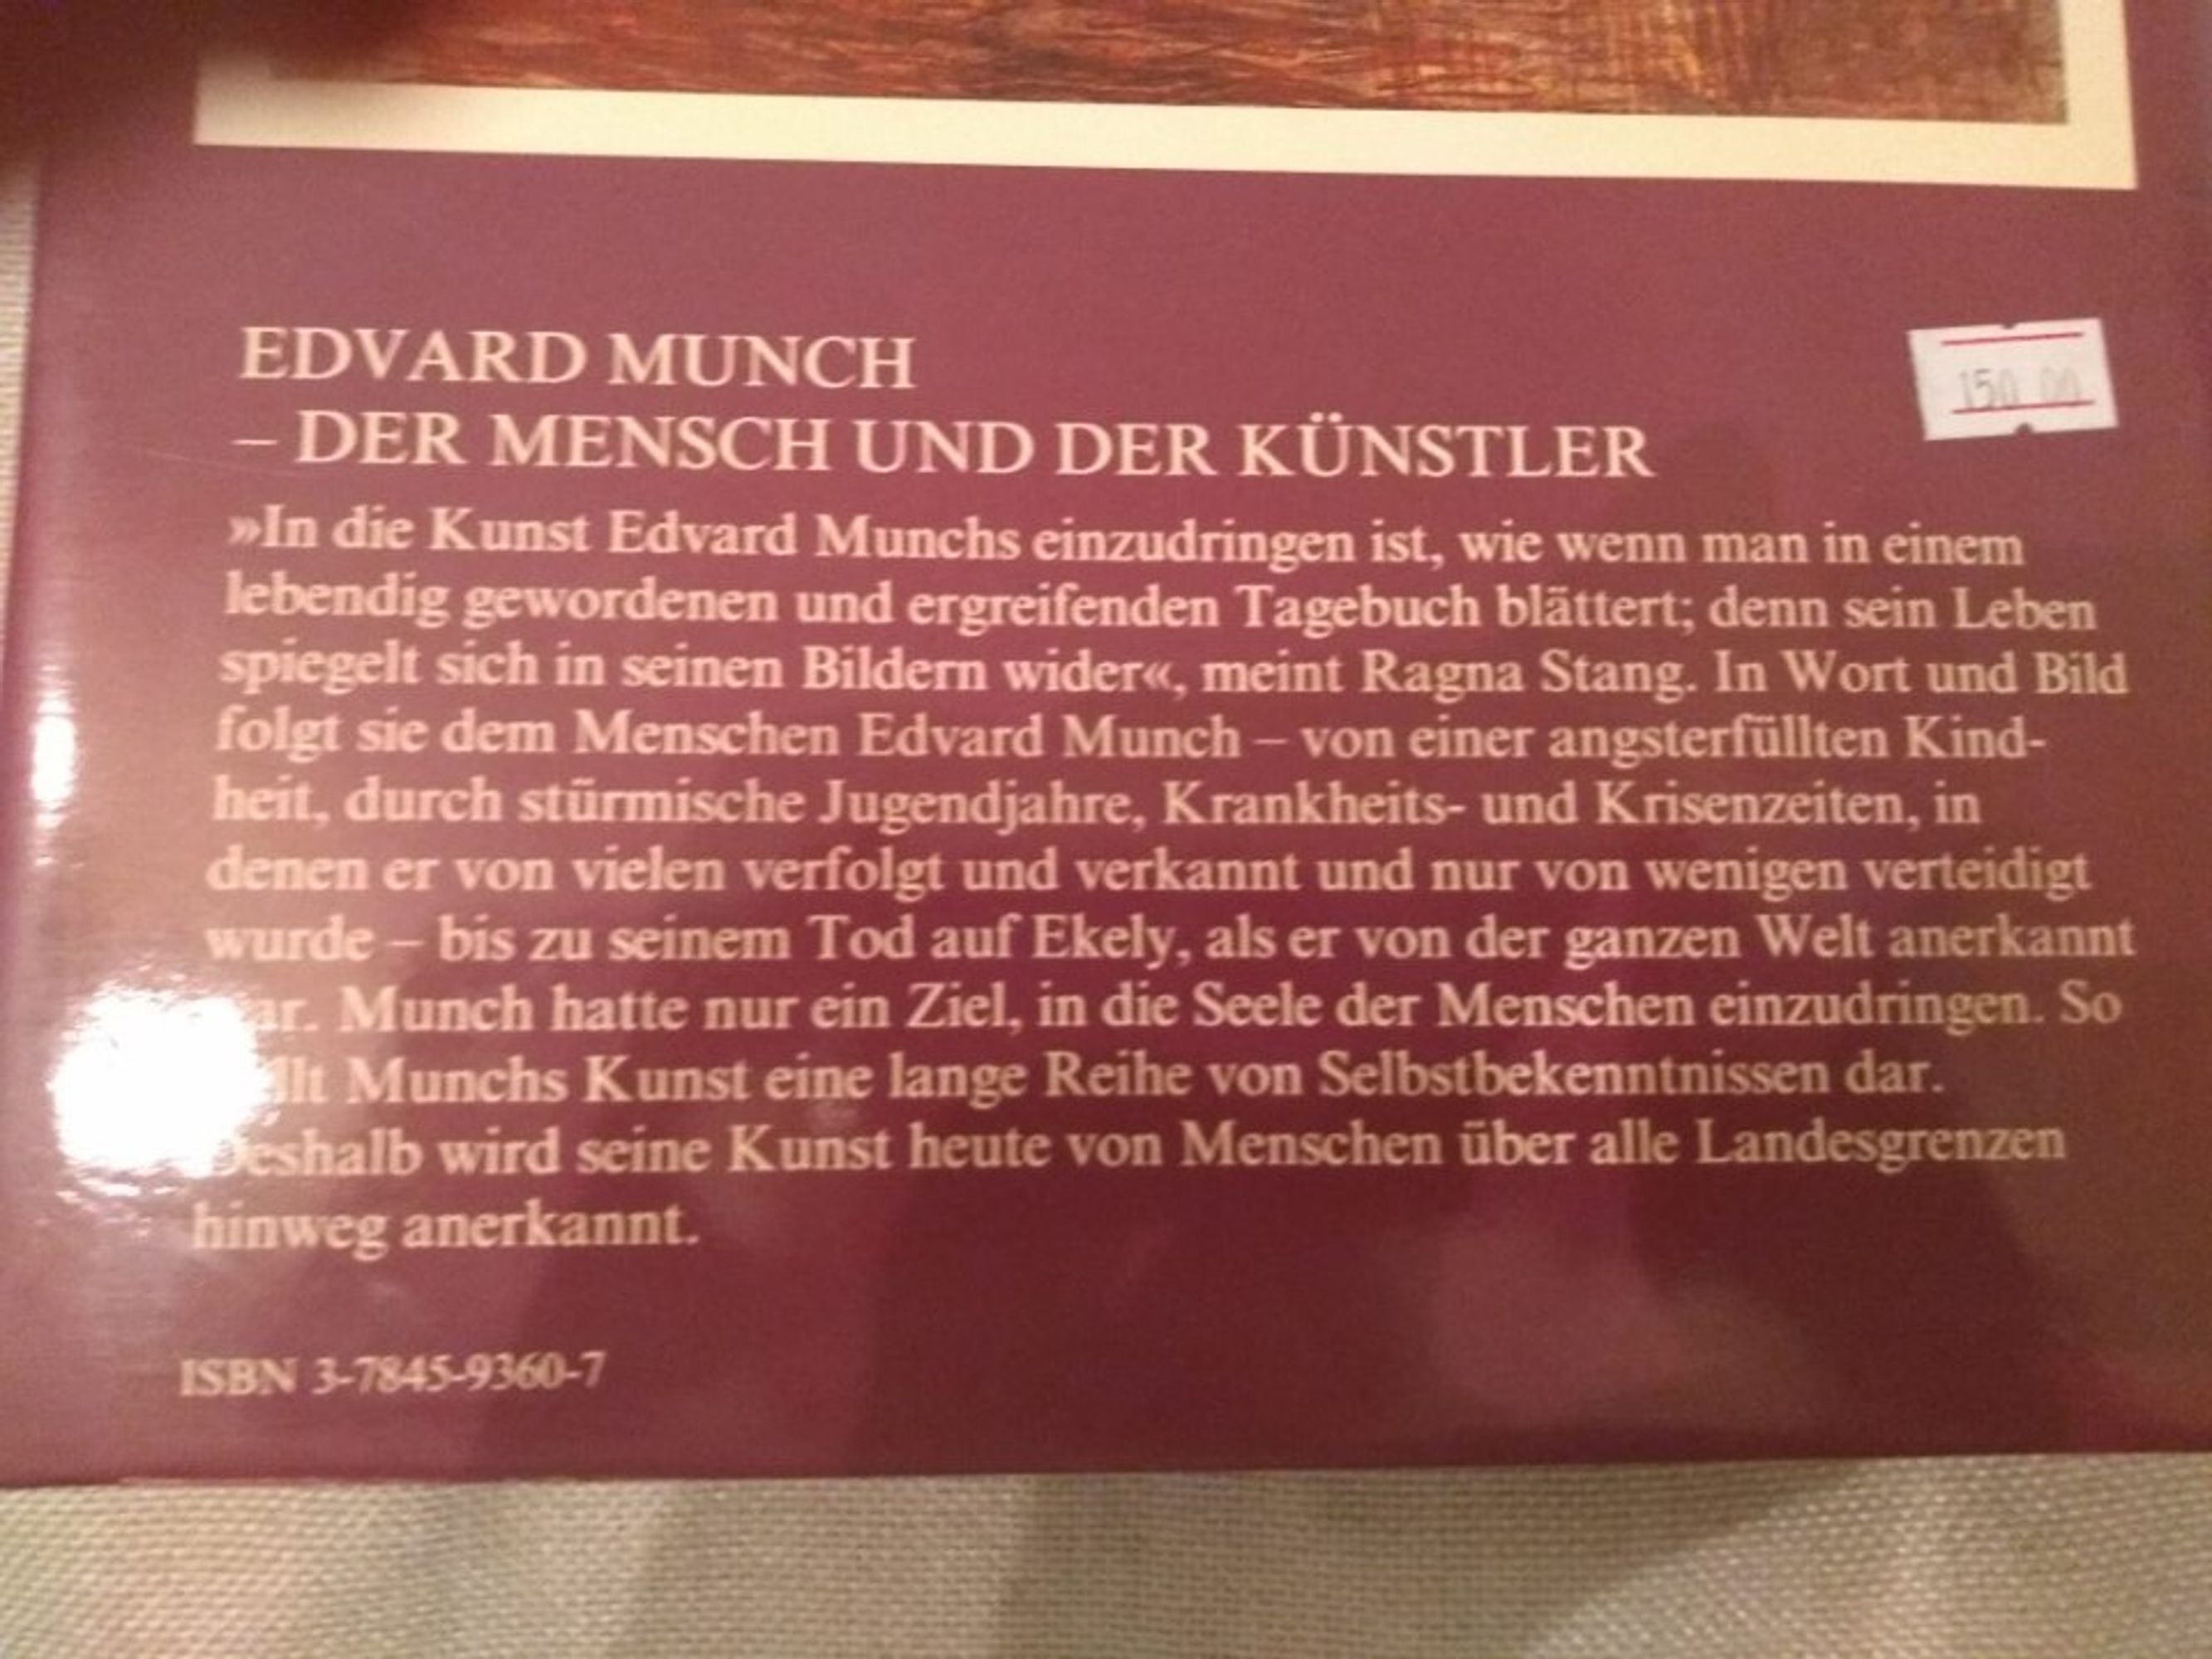 EDVARD MUNCH
– DER MENSCH UND DER KÜNSTLER
»In die Kunst Edvard Munchs einzudringen ist, wie wenn man in einem
lebendig gewordenen und ergreifenden Tagebuch blättert; denn sein Leben
spiegelt sich in seinen Bildern wider«, meint Ragna Stang. In Wort und Bild
folgt sie dem Menschen Edvard Munch – von einer angsterfüllten Kind-
heit, durch stürmische Jugendjahre, Krankheits- und Krisenzeiten, in
denen er von vielen verfolgt und verkannt und nur von wenigen verteidigt
wurde – bis zu seinem Tod auf Ekely, als er von der ganzen Welt anerkannt
Munch hatte nur ein Ziel, in die Seele der Menschen einzudringen. So
Munchs Kunst eine lange Reihe von Selbstbekenntnissen dar.
Deshalb wird seine Kunst heute von Menschen über alle Landesgrenzen
hinweg anerkannt.
ISBN 3-7845-9360-7
150.00